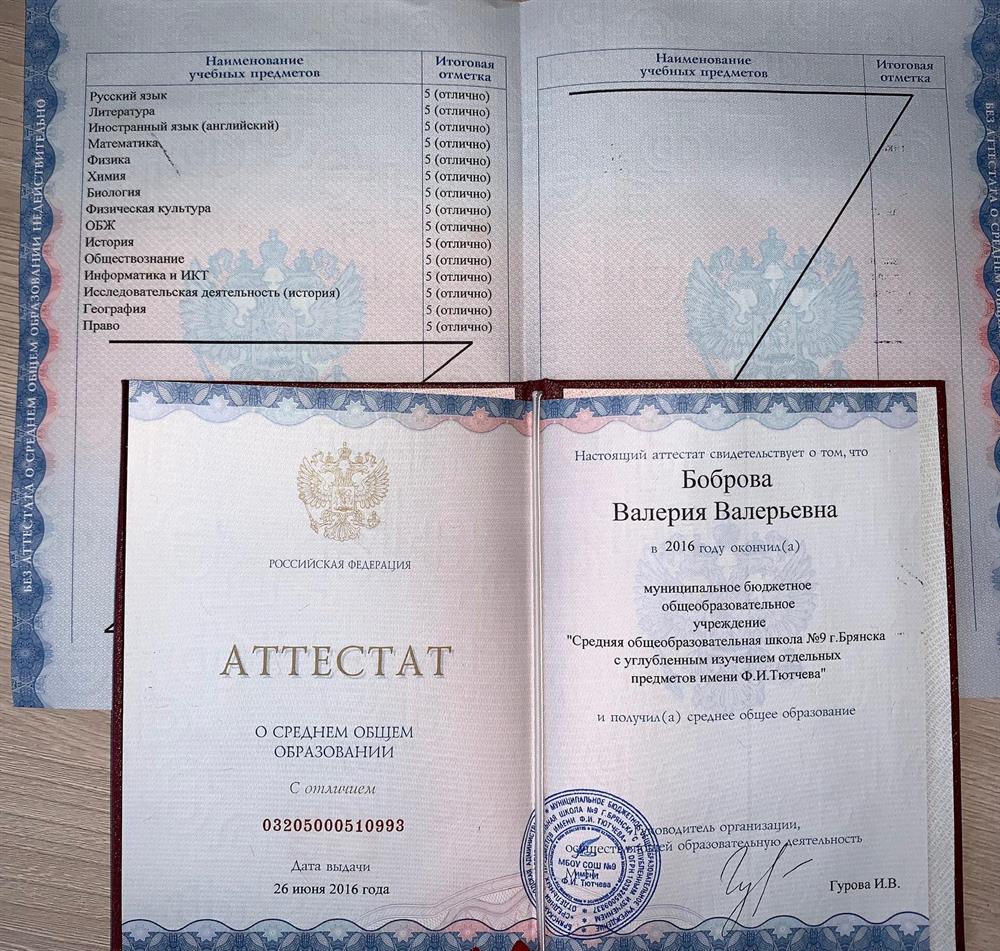 Наименование
учебных предметов
Итоговая
отметка
Русский язык 5 (отлично)
Литература 5 (отлично)
Иностранный язык (английский) 5 (отлично)
Математика 5 (отлично)
Физика 5 (отлично)
Химия 5 (отлично)
Биология 5 (отлично)
Физическая культура 5 (отлично)
ОБЖ 5 (отлично)
История 5 (отлично)
Обществознание 5 (отлично)
Информатика и ИКТ 5 (отлично)
Исследовательская деятельность (история) 5 (отлично)
География 5 (отлично)
Право 5 (отлично)
Наименование
учебных предметов
Итоговая
отметка
БЕЗ АТТЕСТАТА О СРЕДНЕМ ОБЩЕМ ОБРАЗОВАНИИ НЕДЕЙСТВИТЕЛЬНО
БЕЗ АТТЕСТАТА О СРЕДНЕМ
РОССИЙСКАЯ ФЕДЕРАЦИЯ
АТТЕСТАТ
О СРЕДНЕМ ОБЩЕМ
ОБРАЗОВАНИИ
С отличием
03205000510993
Дата выдачи
26 июня 2016 года
Настоящий аттестат свидетельствует о том, что
Боброва
Валерия Валерьевна
в 2016 году окончил(а)
муниципальное бюджетное
общеобразовательное
учреждение
"Средняя общеобразовательная школа №9 г.Брянска
с углубленным изучением отдельных
предметов имени Ф.И.Тютчева"
и получил(а) среднее общее образование
организации,
образовательную деятельность
Гурова И.В.
МБОУ СОШ №9
имени
Ф.И. Тютчева